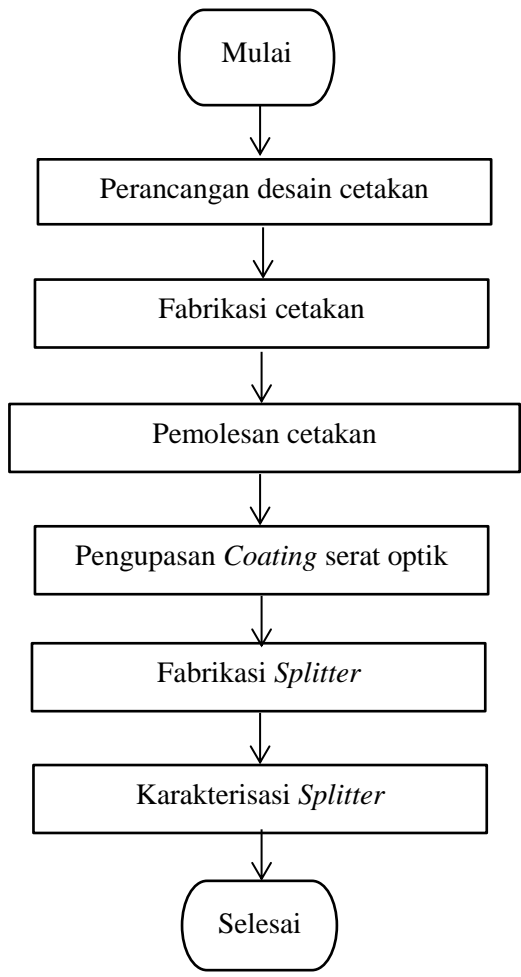 Mulai
Perancangan desain cetakan
Fabrikasi cetakan
Pemolesan cetakan
Pengupasan Coating serat optik
Fabrikasi Splitter
Karakterisasi Splitter
Selesai